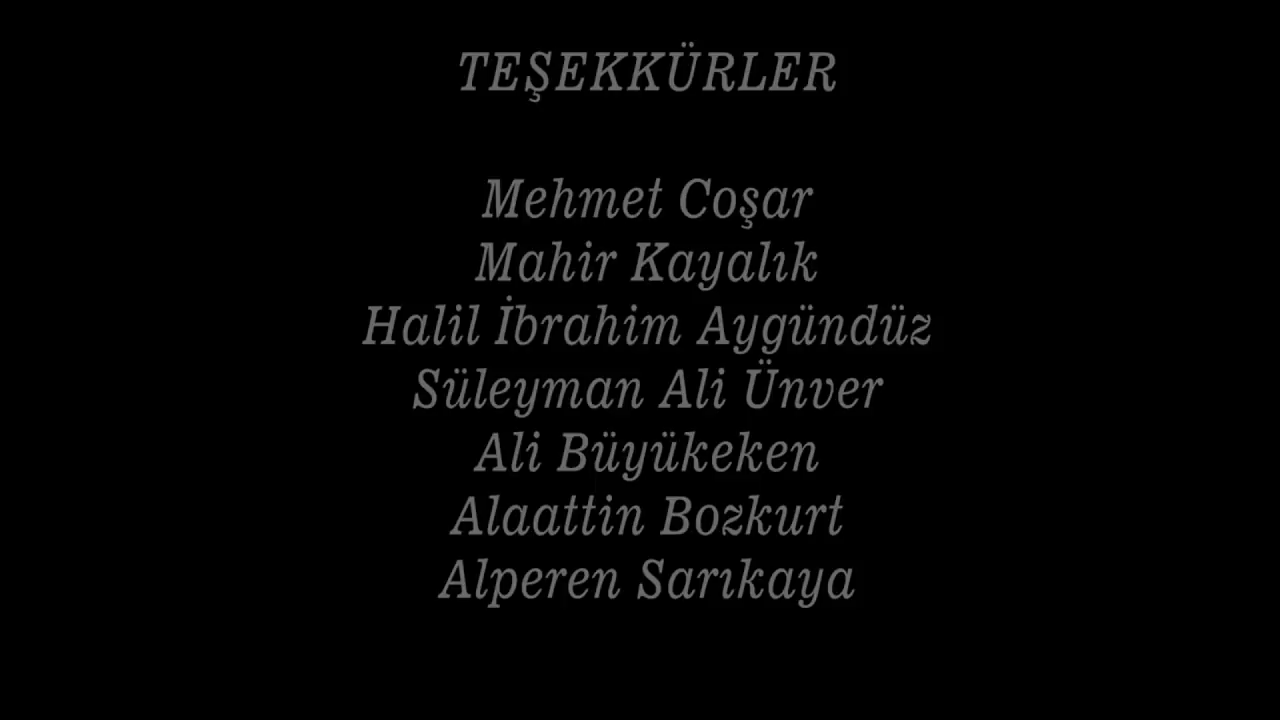 TEŞEKKÜRLER
Mehmet Coşar
Mahir Kayalık
Halil İbrahim Aygündüz
Süleyman Ali Ünver
Ali Büyükeken
Alaattin Bozkurt
Alperen Sarıkaya